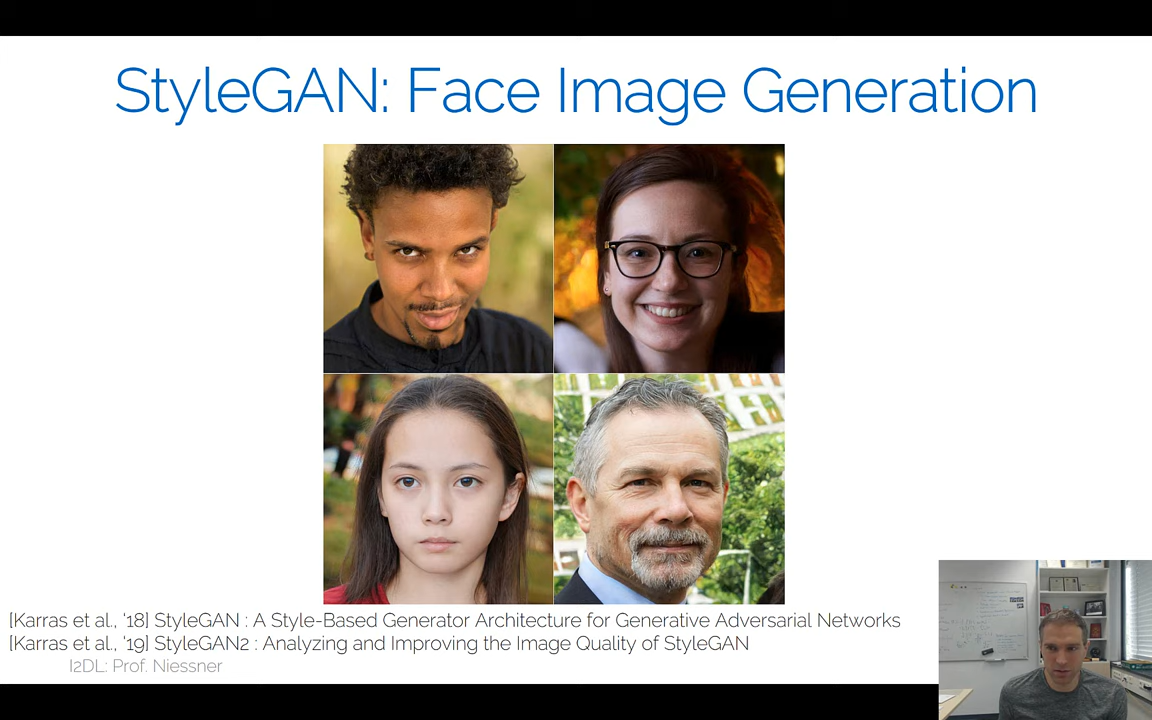 StyleGAN: Face Image Generation
[Karras et al., '18] StyleGAN : A Style-Based Generator Architecture for Generative Adversarial Networks
[Karras et al., '19] StyleGAN2 : Analyzing and Improving the Image Quality of StyleGAN
I2DL: Prof. Niessner